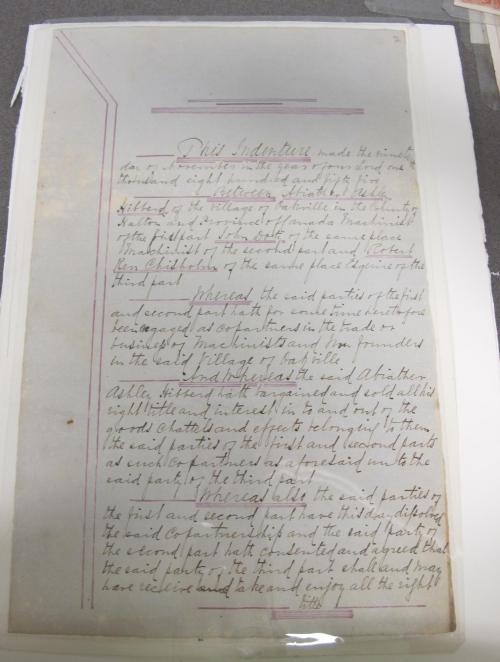 2
This Indenture made the ninth
day of November in the year of our Lord one
thousand eight hundred and fifty five
Between Abiather Ashley
Hibbard of the Village of Oakville in the County of
Halton and Province of Canada Machinist
of the first part John Doty of the same place
Machinist of the second part and Robert
Ken Chisholm of the same place Esquire of the
third part
Whereas the said parties of the first
and second part hath for some time heretofore
been engaged as copartners in the trade or
business of Machinists and Iron founders
in the said Village of Oakville
And Whereas the said Abiather
Ashley Hibberd hath bargained and sold all his
right title and interest in to and out of the
goods chattels and effects belonging to them
the said parties of the first and second parts
as such Copartners as aforesaid unto the
said party of the third part
Whereas also the said parties of
the first and second part have this day dissolved
the said Copartnership and the said party of
the second part hath consented and agreed that
the said party of the third part shall and may
have receive and take and enjoy all the right
title